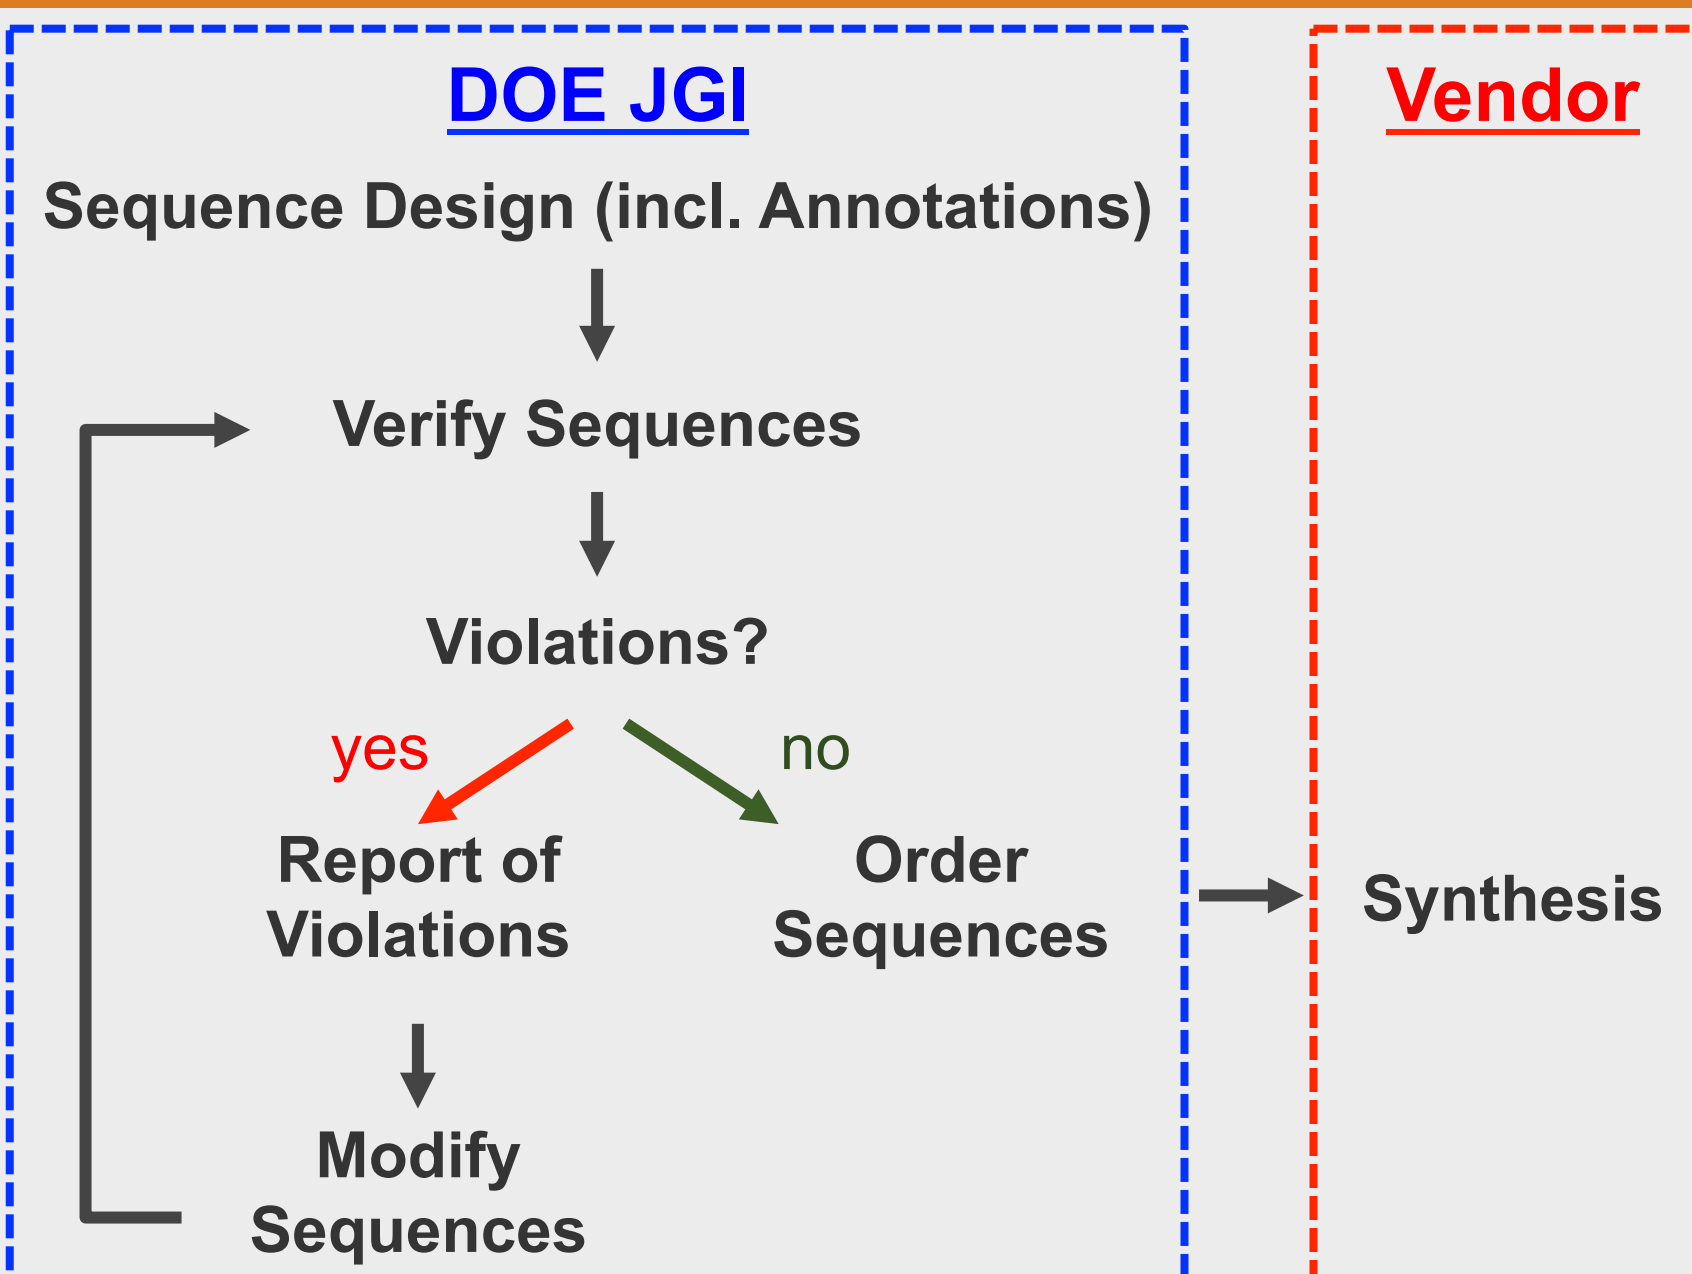 DOE JGI
Vendor
Sequence Design (incl. Annotations)
Verify Sequences
Violations?
yes
no
Report of
Violations
Order
Sequences
Synthesis
Modify
Sequences